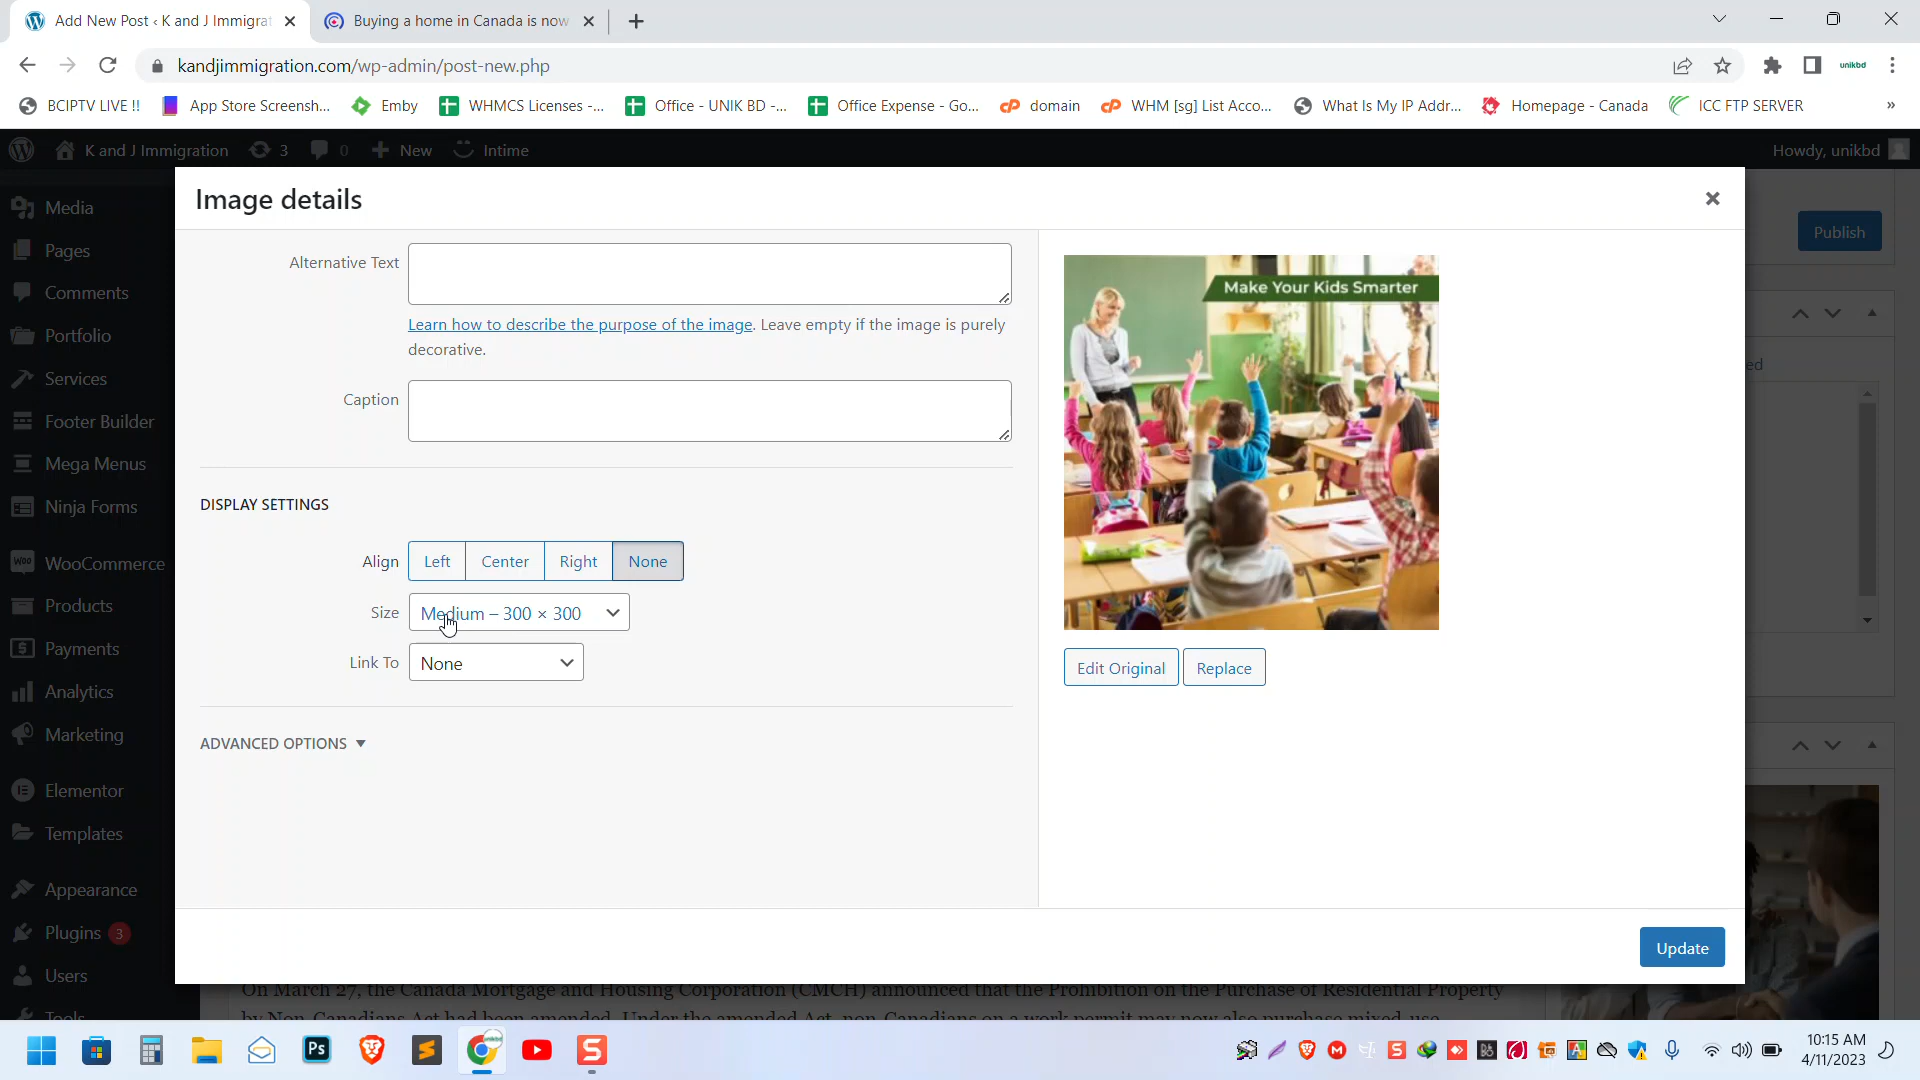 Add New Post ‹ K and J Immigrat
Buying a home in Canada is now
kandjimmigration.com/wp-admin/post-new.php
unikbd
BCIPTV LIVE !!
App Store Screensh...
Emby
WHMCS Licenses -...
Office - UNIK BD -...
Office Expense - Go...
domain
WHM [sg] List Acco...
What Is My IP Addr...
Homepage - Canada
ICC FTP SERVER
»
K and J Immigration
3
0
New
Intime
Howdy, unikbd
Media
Pages
Comments
Portfolio
Services
Footer Builder
Mega Menus
Ninja Forms
WooCommerce
Products
Payments
Analytics
Marketing
Elementor
Templates
Appearance
Plugins 3
Users
Tools
Image details
Publish
ed
Alternative Text
Learn how to describe the purpose of the image. Leave empty if the image is purely
decorative.
Caption
DISPLAY SETTINGS
Align
Left
Center
Right
None
Size
Medium – 300 × 300
Link To
None
ADVANCED OPTIONS
Make Your Kids Smarter
Edit Original
Replace
Update
On March 27, the Canada Mortgage and Housing Corporation (CMCH) announced that the Prohibition on the Purchase of Residential Property
by Non-Canadians Act had been amended. Under the amended Act, non-Canadians on a work permit may now also purchase mixed-use
10:15 AM
4/11/2023